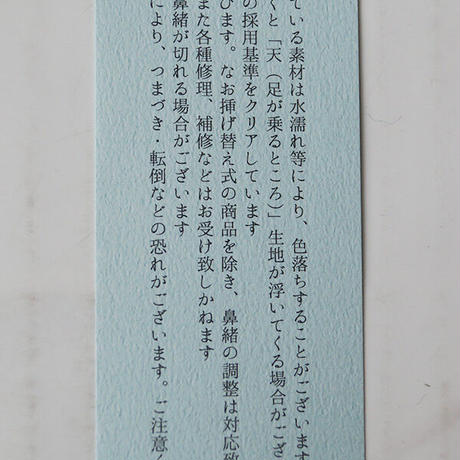 ている素材は水濡れ等により、色落ちすることがございます
くと「天（足が乗るところ）」生地が浮いてくる場合がござ
の採用基準をクリアしています
びます。なお挿げ替え式の商品を除き、鼻緒の調整は対応致
また各種修理、補修などはお受け致しかねます
鼻緒が切れる場合がございます
により、つまづき・転倒などの恐れがございます。ご注意く